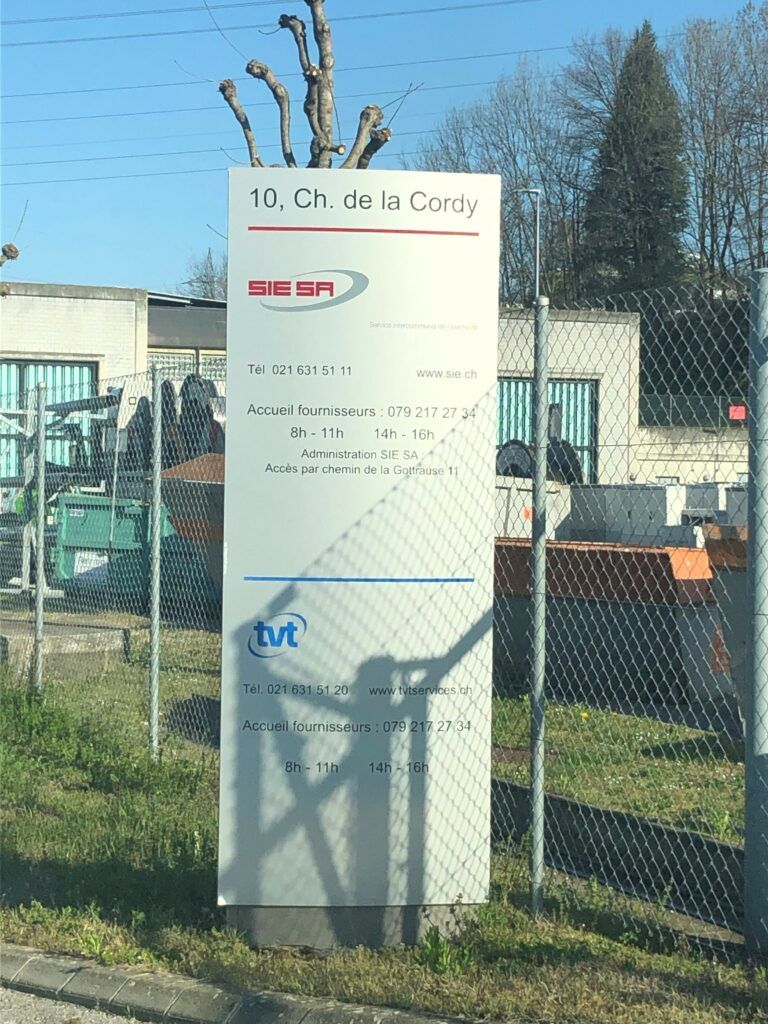 10, Ch. de la Cordy
SIE SA
Service intercommunal de l'électricité
Tél 021 631 51 11 www.sie.ch
Accueil fournisseurs : 079 217 27 34
8h - 11h 14h - 16h
Administration SIE SA :
Accès par chemin de la Gottrause 11
tvt
Tél. 021 631 51 20 www.tvtservices.ch
Accueil fournisseurs : 079 217 27 34
8h - 11h 14h - 16h